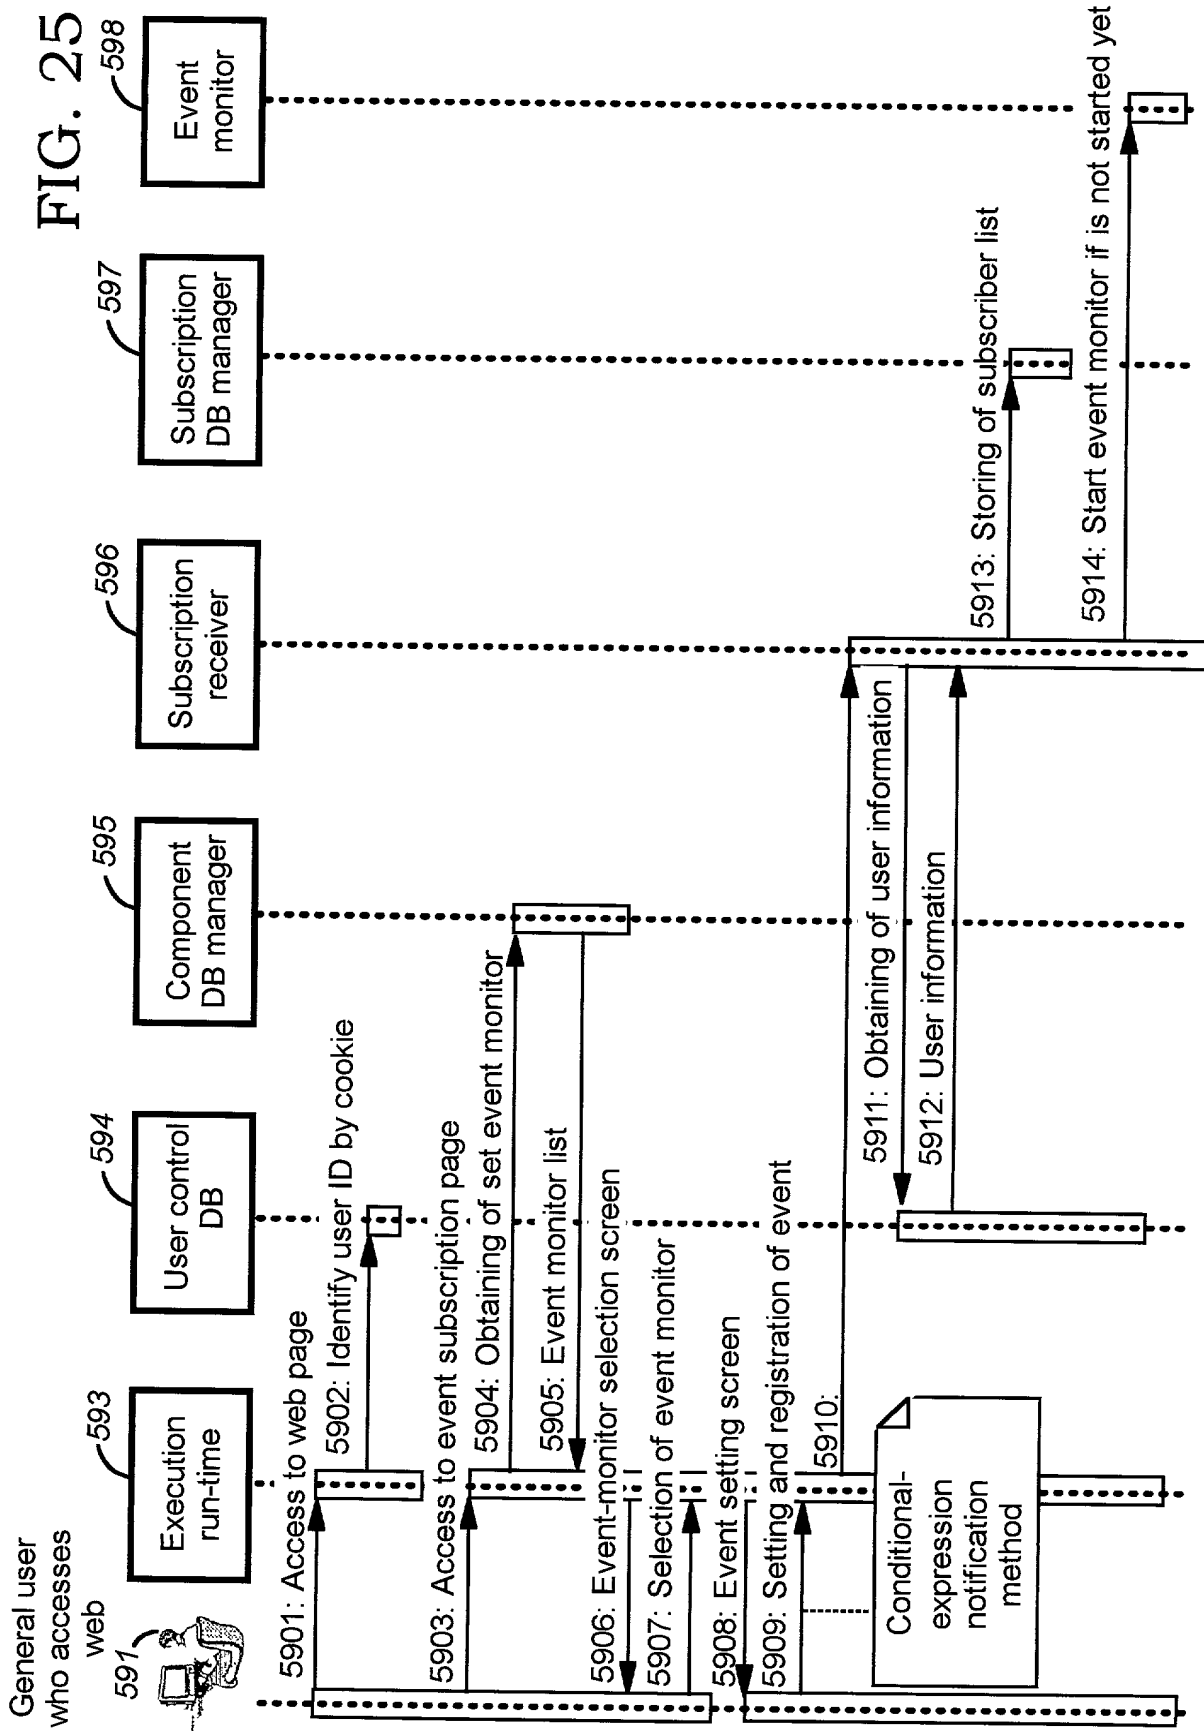 FIG. 25
General user
who accesses
web
591
593
Execution
run-time
594
User control
DB
595
Component
DB manager
596
Subscription
receiver
597
Subscription
DB manager
598
Event
monitor
5901: Access to web page
5902: Identify user ID by cookie
5903: Access to event subscription page
5904: Obtaining of set event monitor
5905: Event monitor list
5906: Event-monitor selection screen
5907: Selection of event monitor
5908: Event setting screen
5909: Setting and registration of event
5910:
Conditional-
expression
notification
method
5911: Obtaining of user information
5912: User information
5913: Storing of subscriber list
5914: Start event monitor if is not started yet